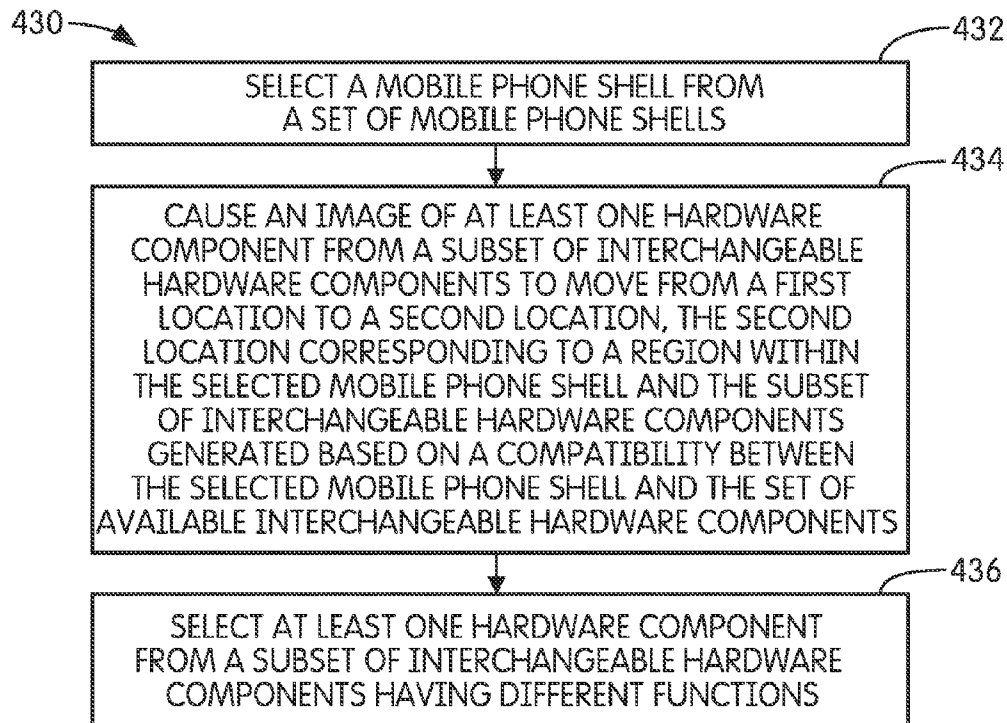 430
432
SELECT A MOBILE PHONE SHELL FROM
A SET OF MOBILE PHONE SHELLS
434
CAUSE AN IMAGE OF AT LEAST ONE HARDWARE
COMPONENT FROM A SUBSET OF INTERCHANGEABLE
HARDWARE COMPONENTS TO MOVE FROM A FIRST
LOCATION TO A SECOND LOCATION, THE SECOND
LOCATION CORRESPONDING TO A REGION WITHIN
THE SELECTED MOBILE PHONE SHELL AND THE SUBSET
OF INTERCHANGEABLE HARDWARE COMPONENTS
GENERATED BASED ON A COMPATIBILITY BETWEEN
THE SELECTED MOBILE PHONE SHELL AND THE SET OF
AVAILABLE INTERCHANGEABLE HARDWARE COMPONENTS
436
SELECT AT LEAST ONE HARDWARE COMPONENT
FROM A SUBSET OF INTERCHANGEABLE HARDWARE
COMPONENTS HAVING DIFFERENT FUNCTIONS